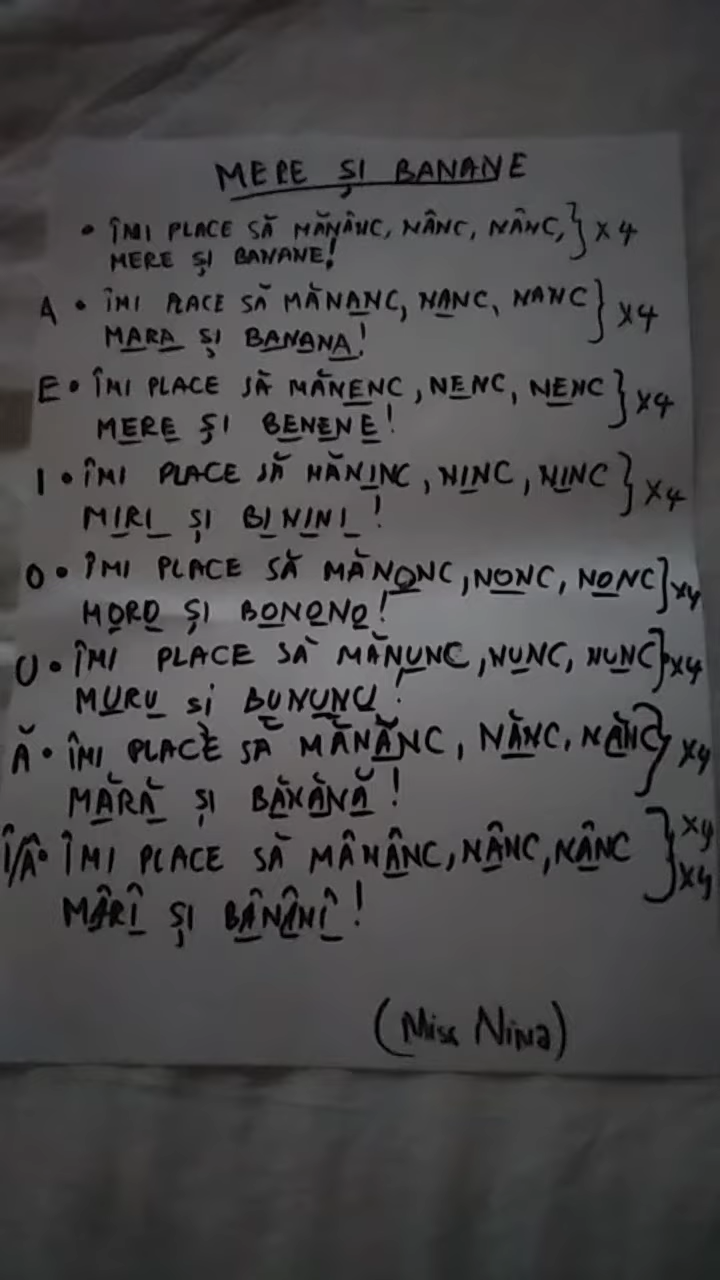 MERE ȘI BANANE
• ÎMI PLACE SĂ MĂNÂNC, NÂNC, NÂNC, } x 4
MERE ȘI BANANE!
A • ÎMI PLACE SĂ MĂNANC, NANC, NANC } x4
MARA ȘI BANANA!
E • ÎMI PLACE SĂ MĂNENC, NENC, NENC } x4
MERE ȘI BENENE!
I • ÎMI PLACE SĂ MĂNINC, NINC, NINC } x4
MIRI ȘI BININI!
O • ÎMI PLACE SĂ MĂNONC, NONC, NONC } x4
MORO ȘI BONONO!
U • ÎMI PLACE SĂ MĂNUNC, NUNC, NUNC } x4
MURU și BUNUNU!
Ă • ÎMI PLACE SĂ MĂNĂNC, NĂNC, NĂNC } x4
MĂRĂ ȘI BĂNĂNĂ!
Î/Â • ÎMI PLACE SĂ MÂNÂNC, NÂNC, NÂNC } x4
x4
MÂRÎ ȘI BÂNÂNÎ!
(Miss Nina)